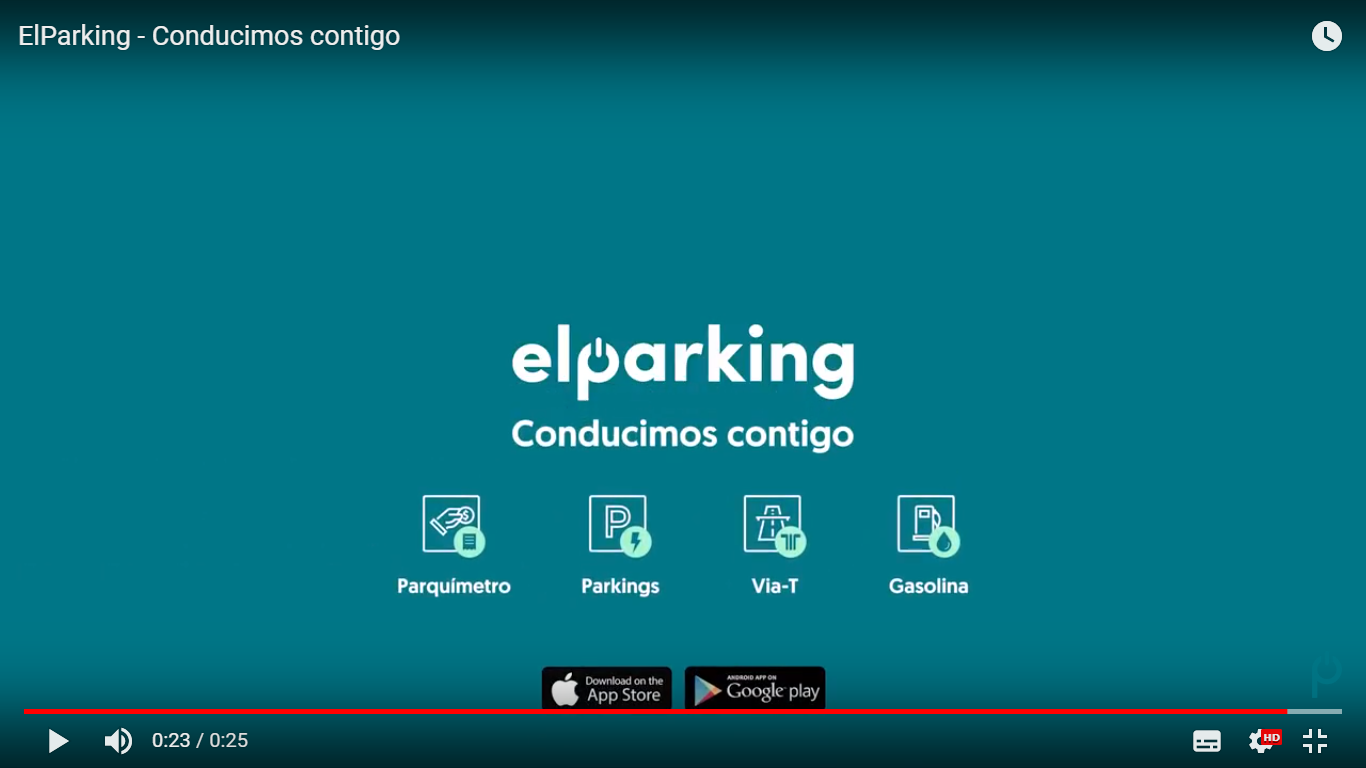 ElParking - Conducimos contigo
elparking
Conducimos contigo
Parquímetro
Parkings
Via-T
Gasolina
Download on the
App Store
ANDROID APP ON
Google play
0:23 / 0:25
HD